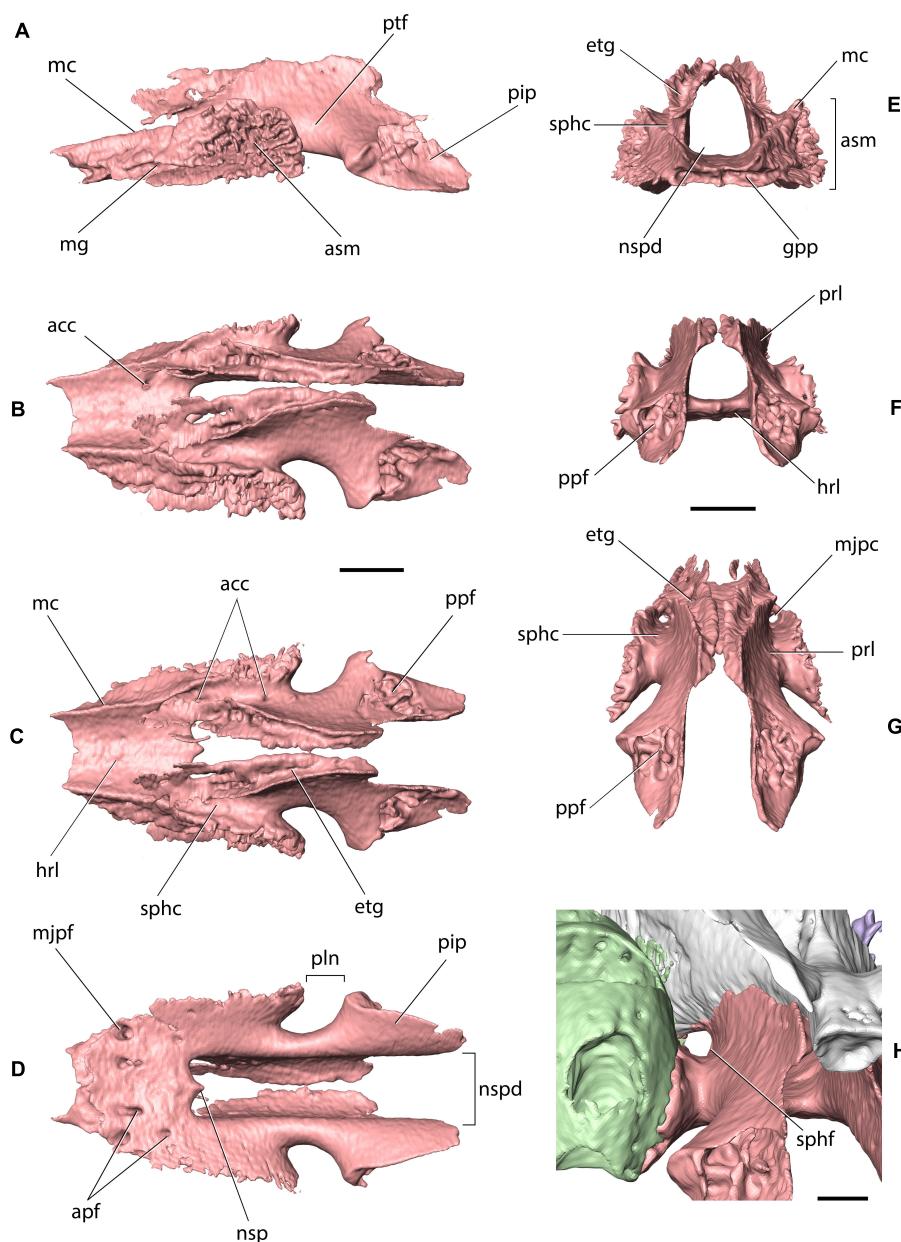 A
ptf
mc
pip
mg
asm
etg
mc
E
sphc
asm
nspd
gpp
acc
B
prl
F
ppf
hrl
mc
acc
ppf
C
hrl
sphc
etg
etg
mjpc
sphc
prl
G
ppf
mjpf
pln
pip
D
nspd
apf
nsp
H
sphf